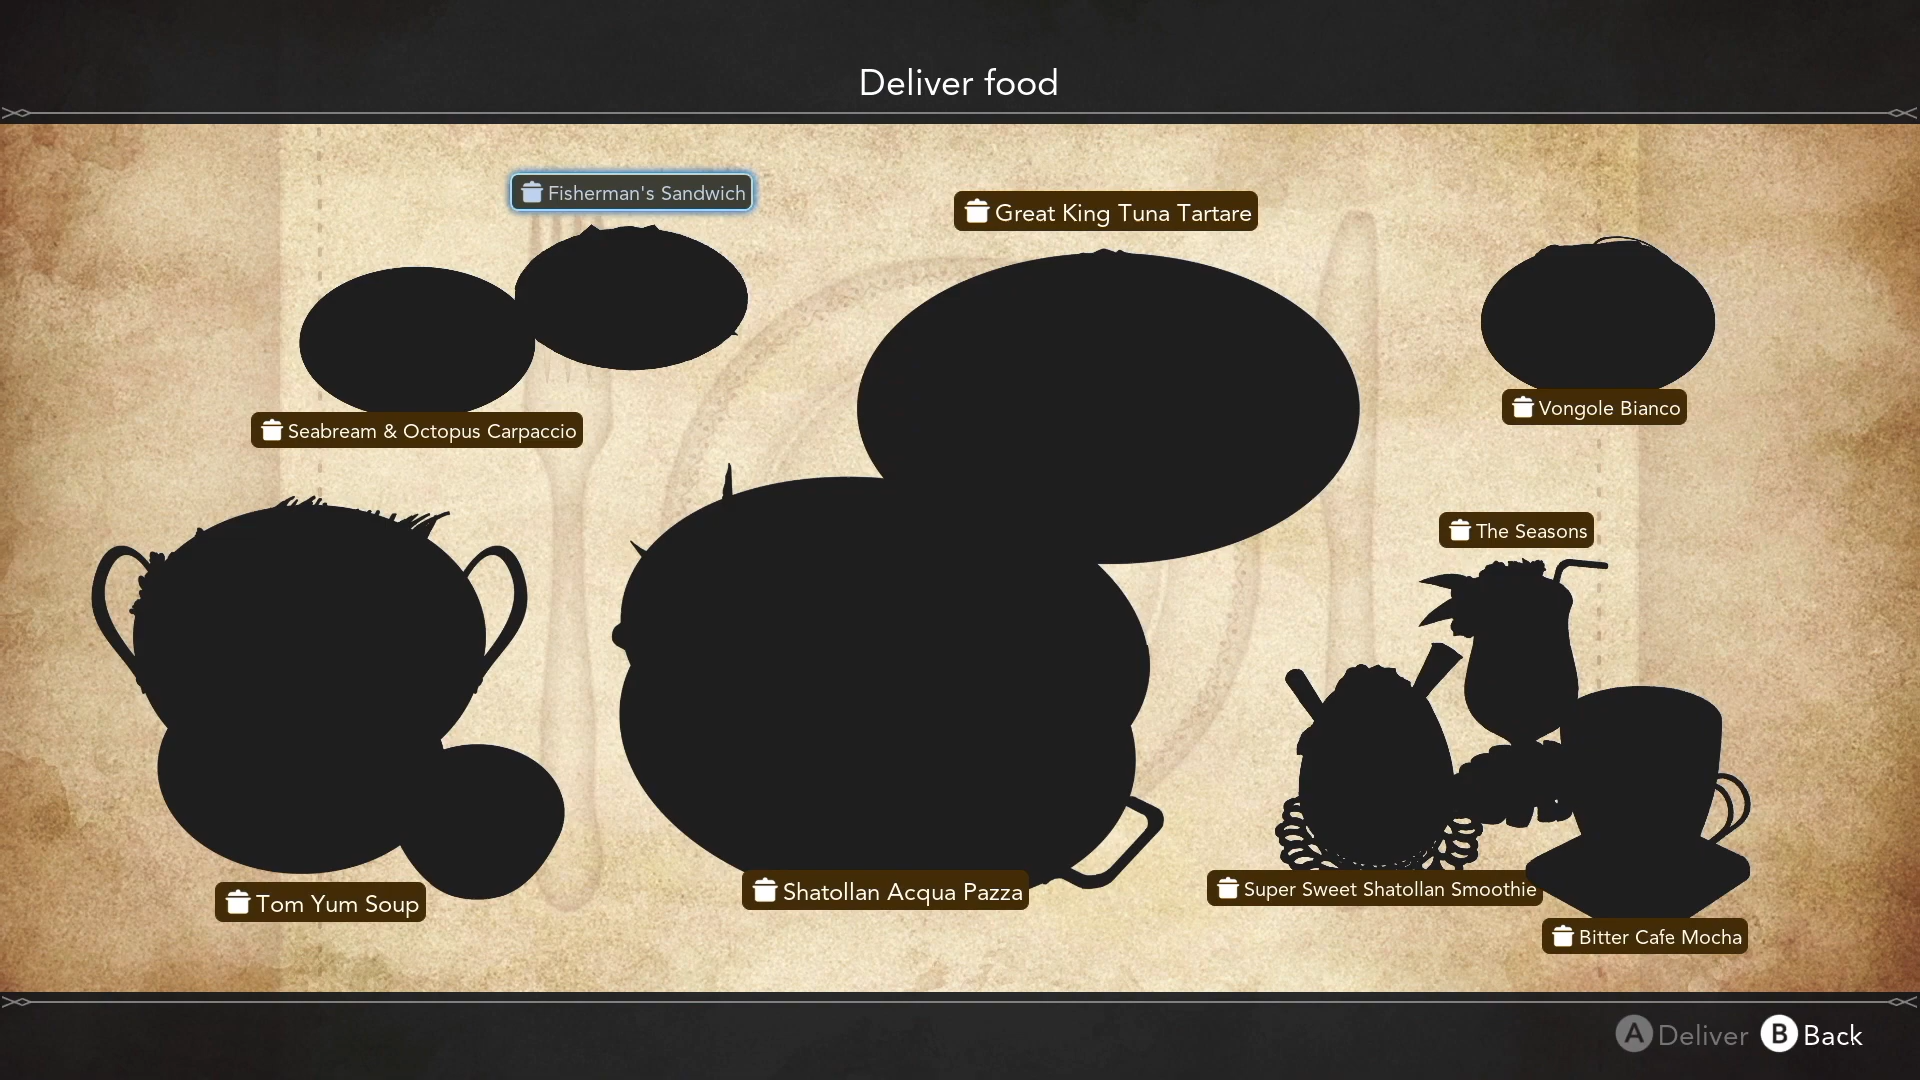 Deliver food
Fisherman's Sandwich
Great King Tuna Tartare
Vongole Bianco
Seabream & Octopus Carpaccio
The Seasons
Tom Yum Soup
Shatollan Acqua Pazza
Super Sweet Shatollan Smoothie
Bitter Cafe Mocha
A Deliver B Back